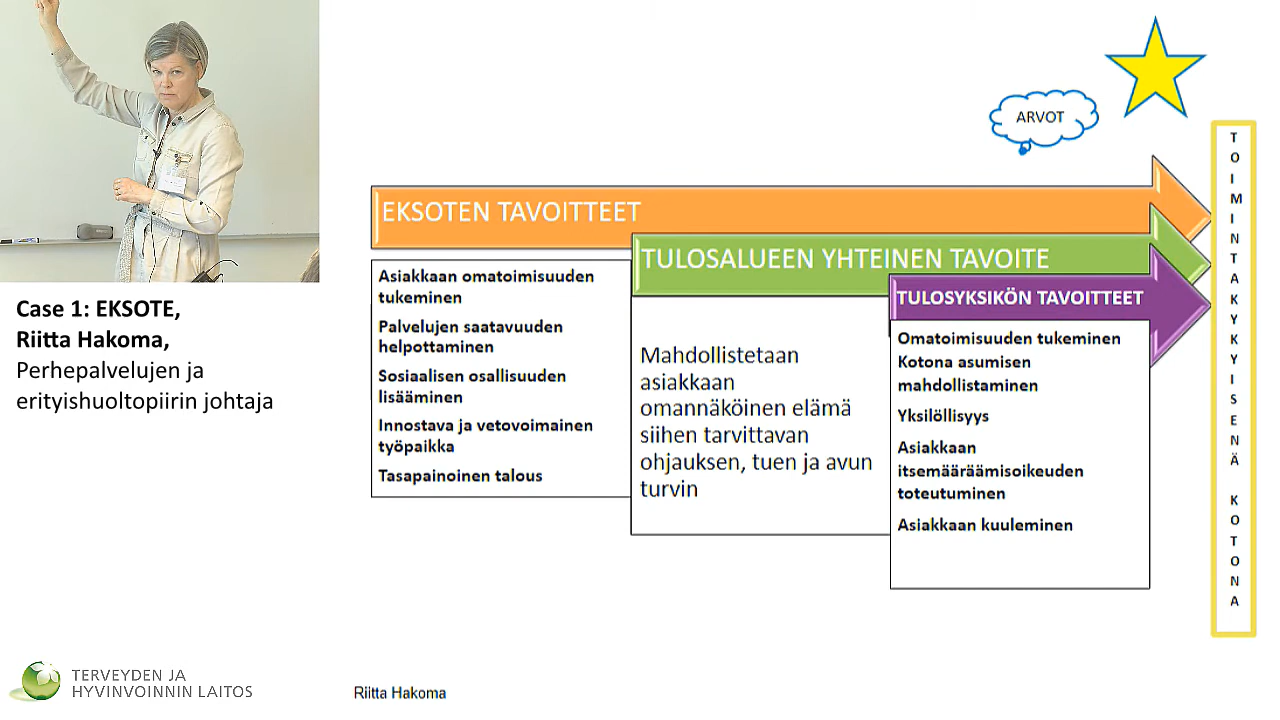 Case 1: EKSOTE,
Riitta Hakoma,
Perhepalvelujen ja
erityishuoltopiirin johtaja
TERVEYDEN JA
HYVINVOINNIN LAITOS
ARVOT
EKSOTEN TAVOITTEET
Asiakkaan omatoimisuuden
tukeminen
Palvelujen saatavuuden
helpottaminen
Sosiaalisen osallisuuden
lisääminen
Innostava ja vetovoimainen
työpaikka
Tasapainoinen talous
TULOSALUEEN YHTEINEN TAVOITE
Mahdollistetaan
asiakkaan
omannäköinen elämä
siihen tarvittavan
ohjauksen, tuen ja avun
turvin
TULOSYKSIKÖN TAVOITTEET
Omatoimisuuden tukeminen
Kotona asumisen
mahdollistaminen
Yksilöllisyys
Asiakkaan
itsemääräämisoikeuden
toteutuminen
Asiakkaan kuuleminen
TOIMINTAKYKYISENÄ KOTONA
Riitta Hakoma